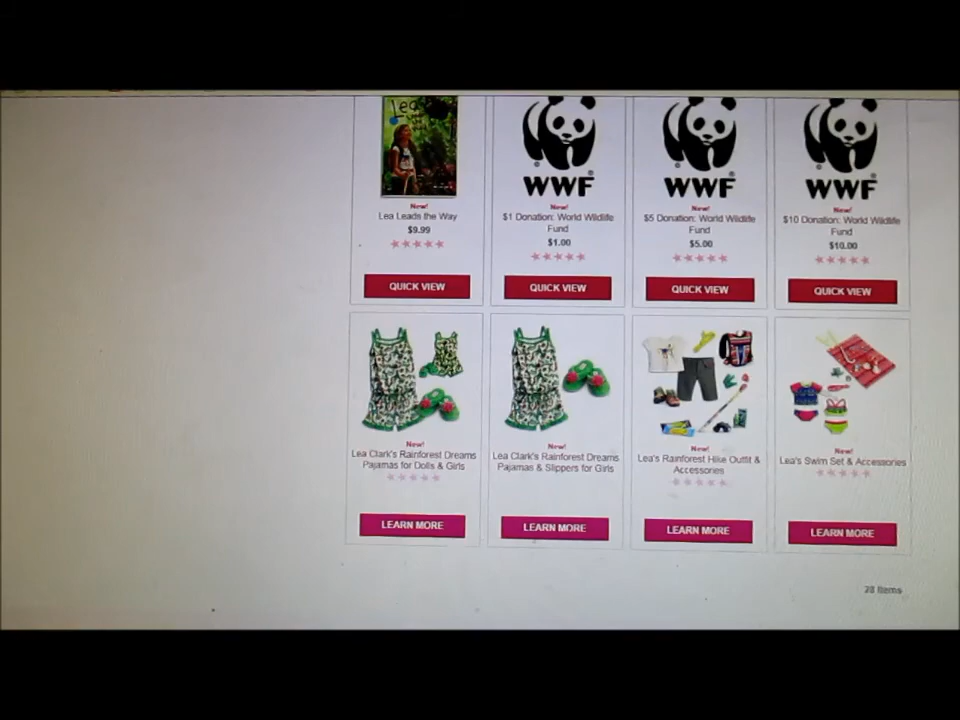 Lea
WWF
WWF
WWF
New!
Lea Leads the Way
$9.99
QUICK VIEW
New!
$1 Donation: World Wildlife
Fund
$1.00
QUICK VIEW
New!
$5 Donation: World Wildlife
Fund
$5.00
QUICK VIEW
New!
$10 Donation: World Wildlife
Fund
$10.00
QUICK VIEW
New!
Lea Clark's Rainforest Dreams
Pajamas for Dolls & Girls
LEARN MORE
New!
Lea Clark's Rainforest Dreams
Pajamas & Slippers for Girls
LEARN MORE
New!
Lea's Rainforest Hike Outfit &
Accessories
LEARN MORE
New!
Lea's Swim Set & Accessories
LEARN MORE
28 Items